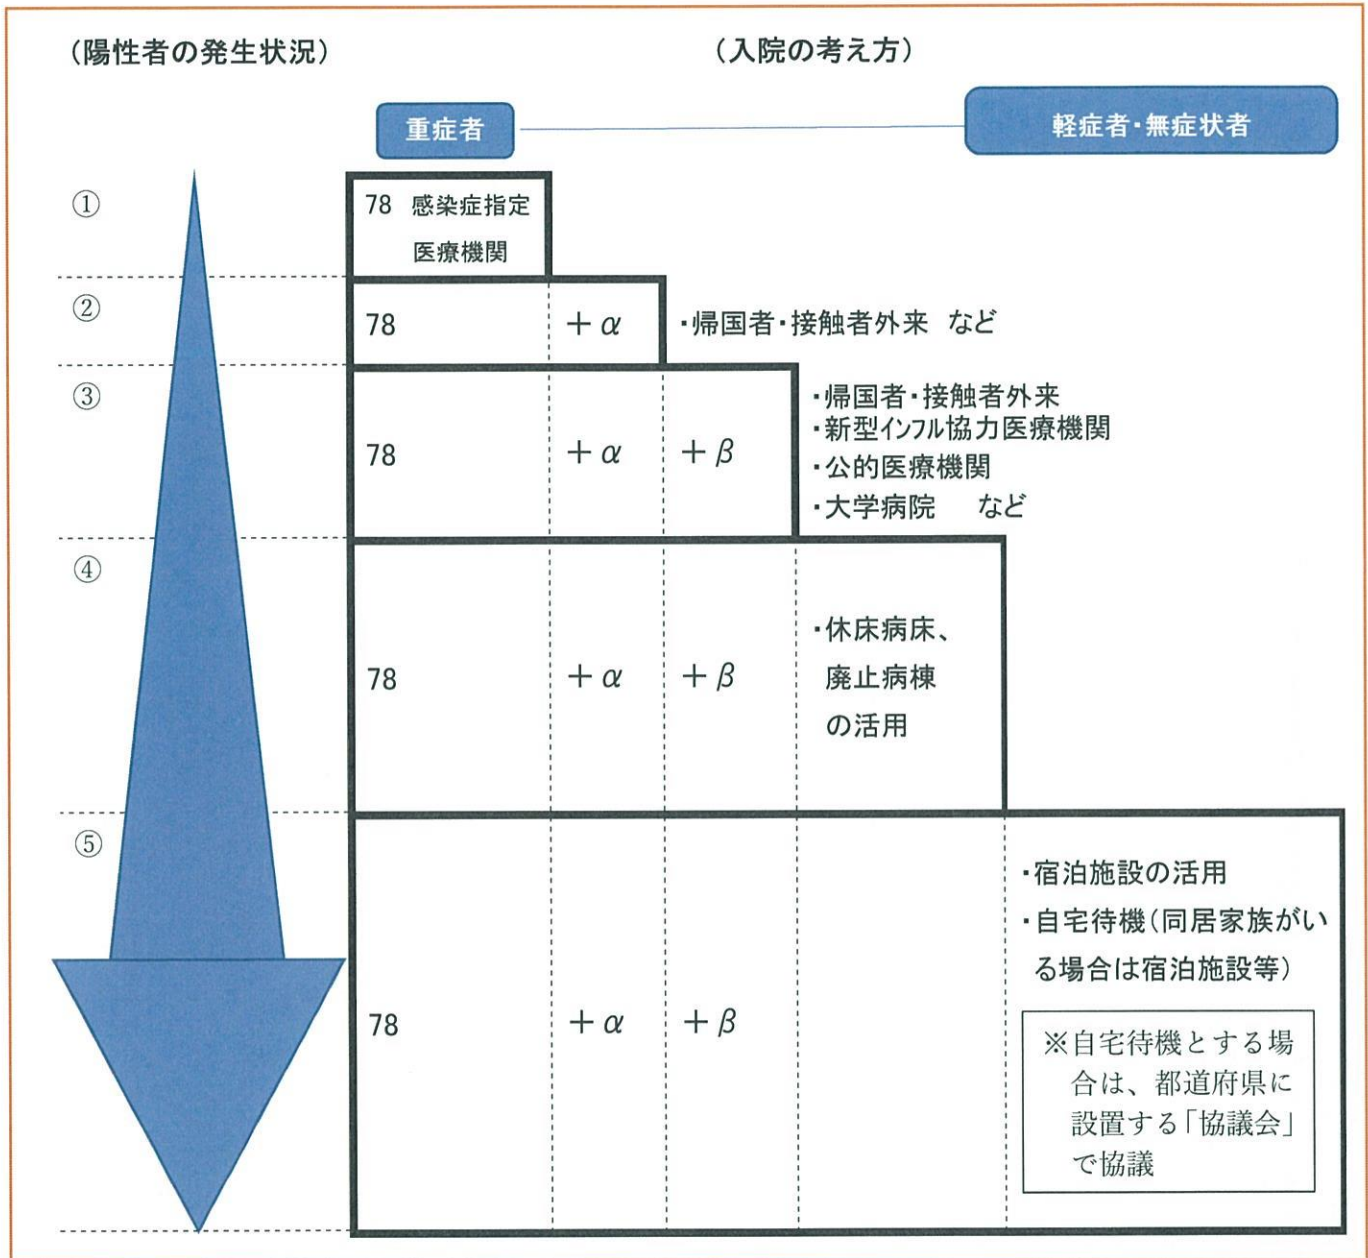 (陽性者の発生状況)
(入院の考え方)
重症者
軽症者・無症状者
①
78 感染症指定
医療機関
②
78
+α
・帰国者・接触者外来 など
③
78
+α
+β
・帰国者・接触者外来
・新型インフル協力医療機関
・公的医療機関
・大学病院 など
④
78
+α
+β
・休床病床、
廃止病棟
の活用
⑤
78
+α
+β
・宿泊施設の活用
・自宅待機(同居家族がい
る場合は宿泊施設等)
※自宅待機とする場
合は、都道府県に
設置する「協議会」
で協議